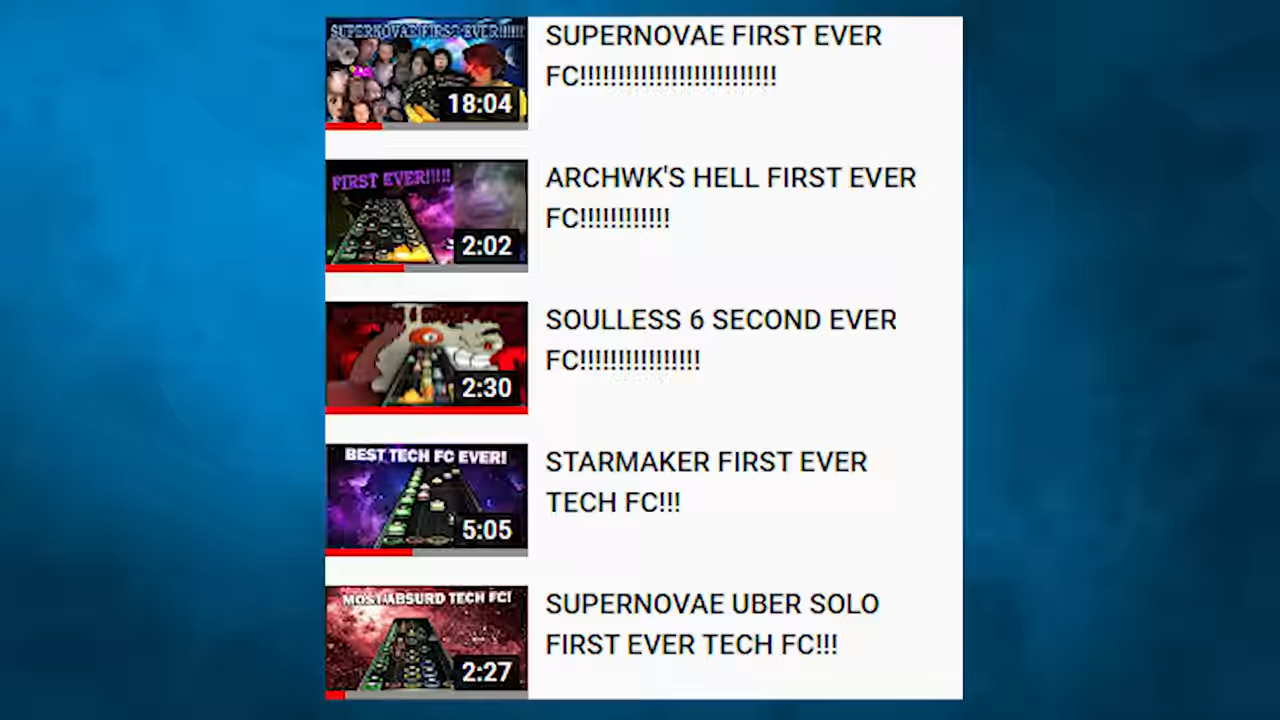 SUPERNOVAE FIRST EVER!!!!!!
18:04
SUPERNOVAE FIRST EVER
FC!!!!!!!!!!!!!!!!!!!!!!!!!!
FIRST EVER!!!!!
2:02
ARCHWK'S HELL FIRST EVER
FC!!!!!!!!!!!!
2:30
SOULLESS 6 SECOND EVER
FC!!!!!!!!!!!!!!!!
BEST TECH FC EVER!
5:05
STARMAKER FIRST EVER
TECH FC!!!
MOST ABSURD TECH FC!
2:27
SUPERNOVAE UBER SOLO
FIRST EVER TECH FC!!!